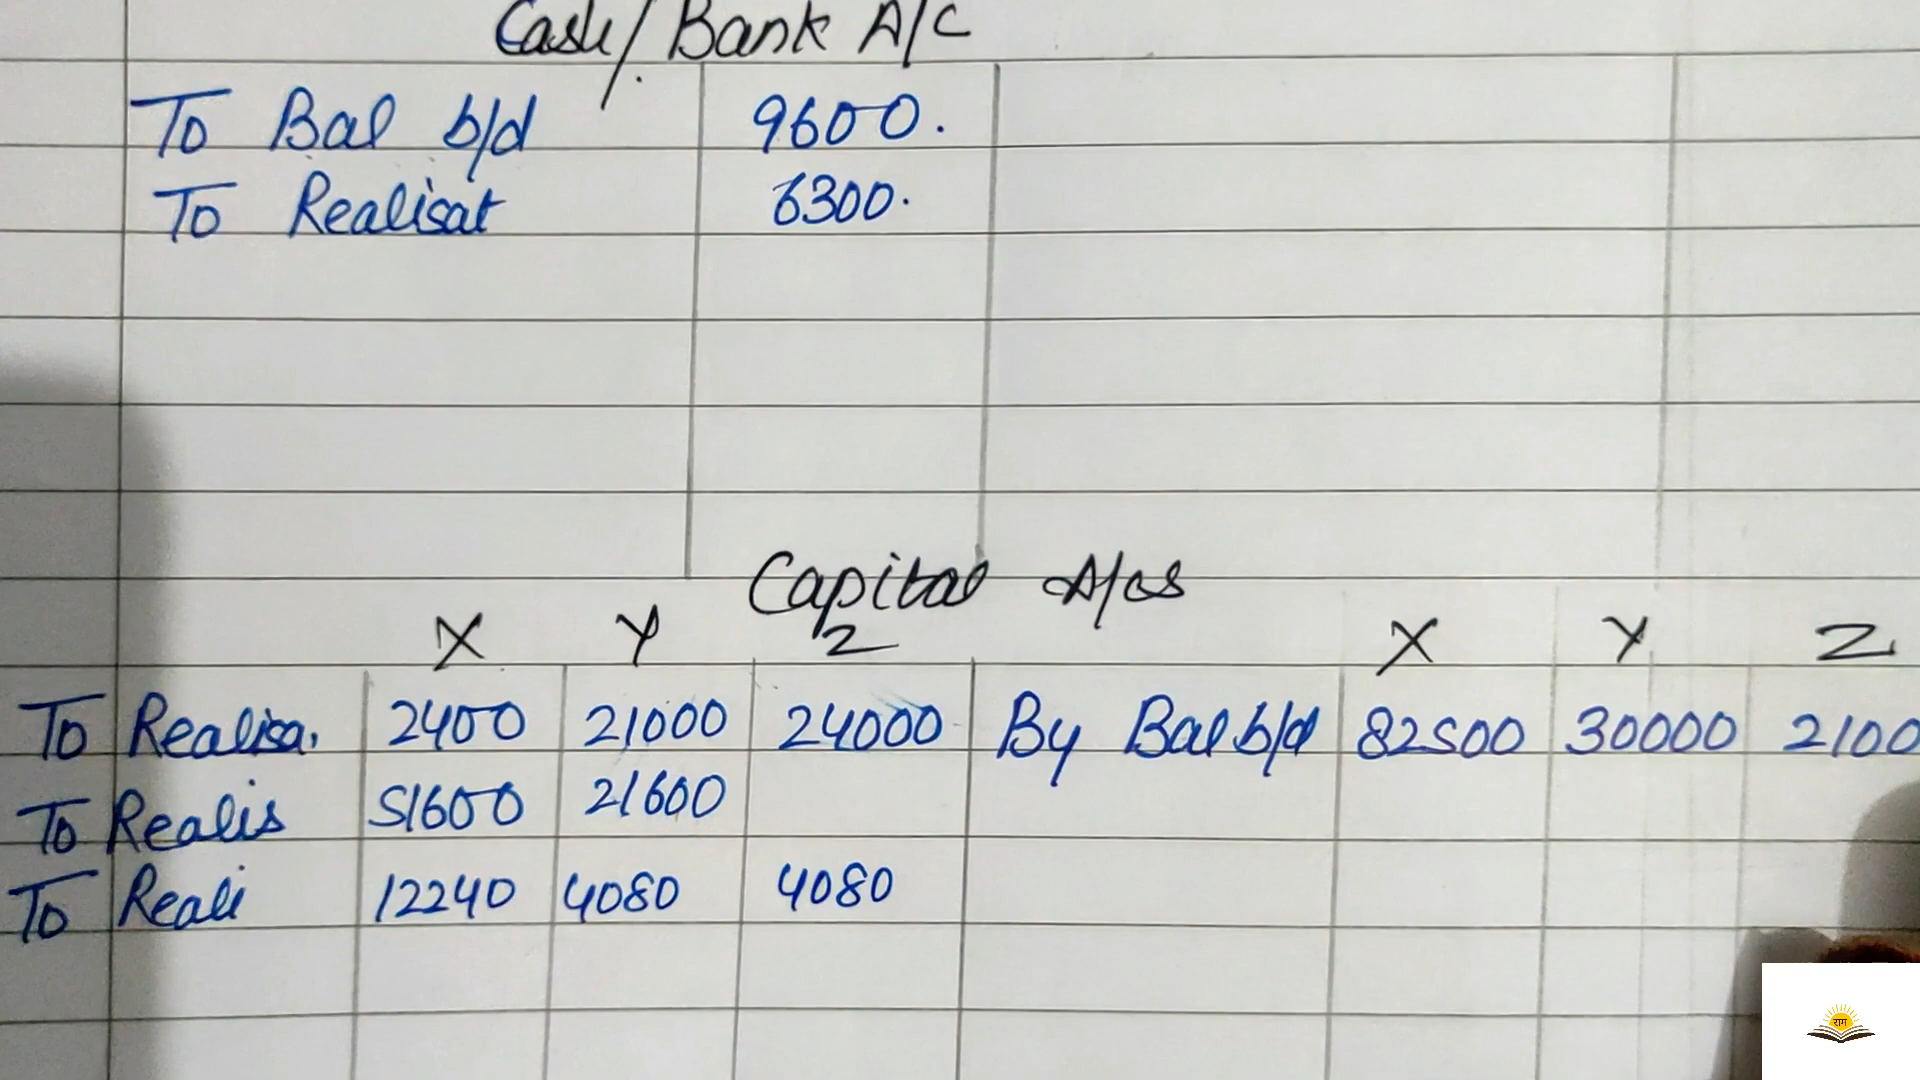 Cash/Bank A/C
To Bal b/d 9600.
To Realisat 6300.
Capital A/cs
X Y Z X Y Z
To Realisa. 2400 21000 24000 By Bal b/d 82500 30000 2100
To Realis 51600 21600
To Reali 12240 4080 4080
राम